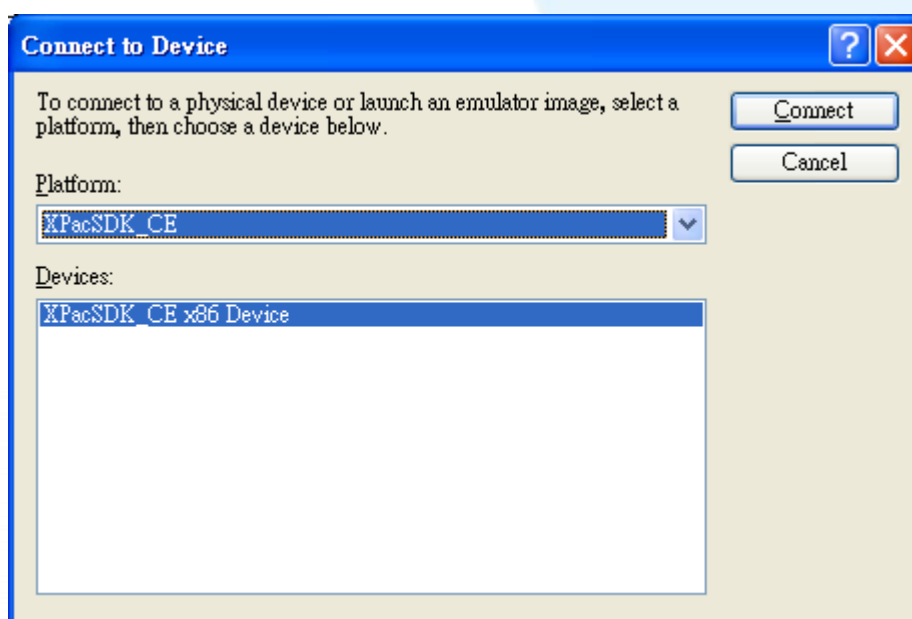 Connect to Device
To connect to a physical device or launch an emulator image, select a
platform, then choose a device below.
Connect
Cancel
Platform:
XPacSDK_CE
Devices:
XPacSDK_CE x86 Device